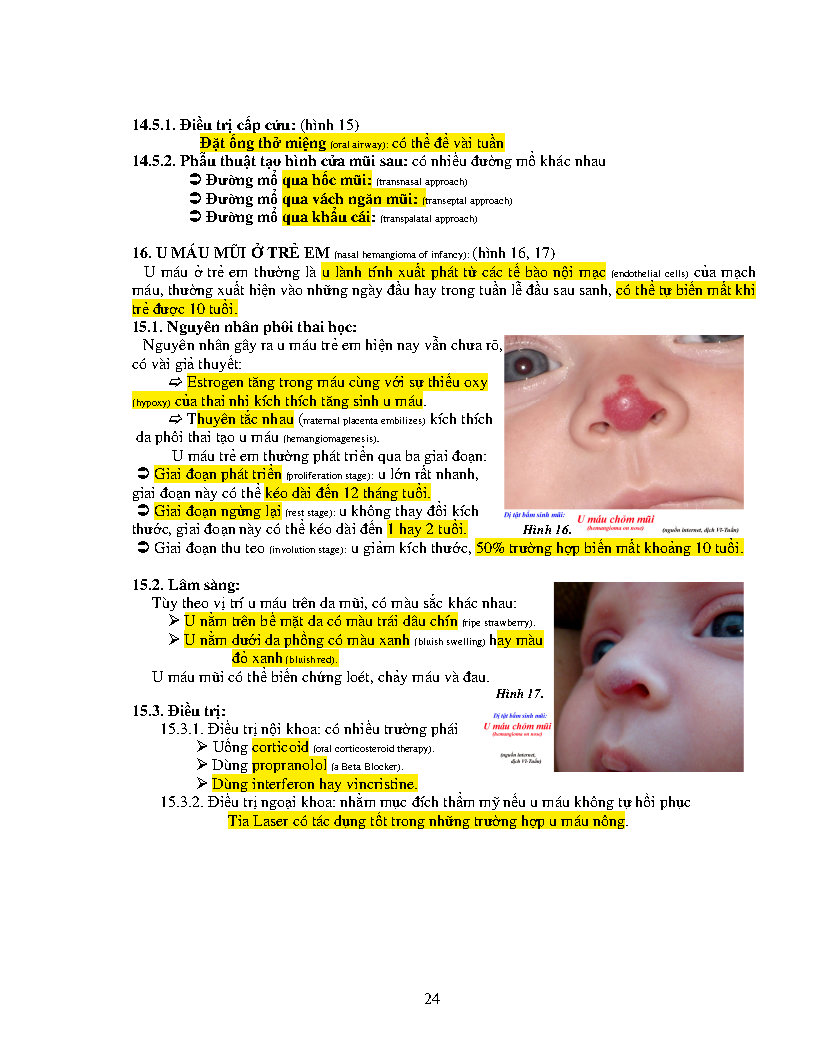 14.5.1. Điều trị cấp cứu: (hình 15)
Đặt ống thở miệng (oral airway): có thể để vài tuần
14.5.2. Phẫu thuật tạo hình cửa mũi sau: có nhiều đường mổ khác nhau
➲ Đường mổ qua hốc mũi: (transnasal approach)
➲ Đường mổ qua vách ngăn mũi: (transeptal approach)
➲ Đường mổ qua khẩu cái: (transpalatal approach)
16. U MÁU MŨI Ở TRẺ EM (nasal hemangioma of infancy): (hình 16, 17)
U máu ở trẻ em thường là u lành tính xuất phát từ các tế bào nội mạc (endothelial cells) của mạch
máu, thường xuất hiện vào những ngày đầu hay trong tuần lễ đầu sau sanh, có thể tự biến mất khi
trẻ được 10 tuổi.
15.1. Nguyên nhân phôi thai học:
Nguyên nhân gây ra u máu trẻ em hiện nay vẫn chưa rõ,
có vài giả thuyết:
➩ Estrogen tăng trong máu cùng với sự thiếu oxy
(hypoxy) của thai nhi kích thích tăng sinh u máu.
➩ Thuyên tắc nhau (maternal placenta embilizes) kích thích
da phôi thai tạo u máu (hemangiomagenesis).
U máu trẻ em thường phát triển qua ba giai đoạn:
➲ Giai đoạn phát triển (proliferation stage): u lớn rất nhanh,
giai đoạn này có thể kéo dài đến 12 tháng tuổi.
➲ Giai đoạn ngừng lại (rest stage): u không thay đổi kích
thước, giai đoạn này có thể kéo dài đến 1 hay 2 tuổi.
➲ Giai đoạn thu teo (involution stage): u giảm kích thước, 50% trường hợp biến mất khoảng 10 tuổi.
Dị tật bẩm sinh mũi:
U máu chóm mũi
(hemangioma on nose)
(nguồn internet, dịch VI-Tuấn)
Hình 16.
15.2. Lâm sàng:
Tùy theo vị trí u máu trên da mũi, có màu sắc khác nhau:
➢ U nằm trên bề mặt da có màu trái dâu chín (ripe strawberry).
➢ U nằm dưới da phồng có màu xanh (bluish swelling) hay màu
đỏ xanh (bluish red).
U máu mũi có thể biến chứng loét, chảy máu và đau.
Hình 17.
Dị tật bẩm sinh mũi:
U máu chóm mũi
(hemangioma on nose)
(nguồn internet,
dịch VI-Tuấn)
15.3. Điều trị:
15.3.1. Điều trị nội khoa: có nhiều trường phái
➢ Uống corticoid (oral corticosteroid therapy).
➢ Dùng propranolol (a Beta Blocker).
➢ Dùng interferon hay vincristine.
15.3.2. Điều trị ngoại khoa: nhằm mục đích thẩm mỹ nếu u máu không tự hồi phục
Tia Laser có tác dụng tốt trong những trường hợp u máu nông.
24